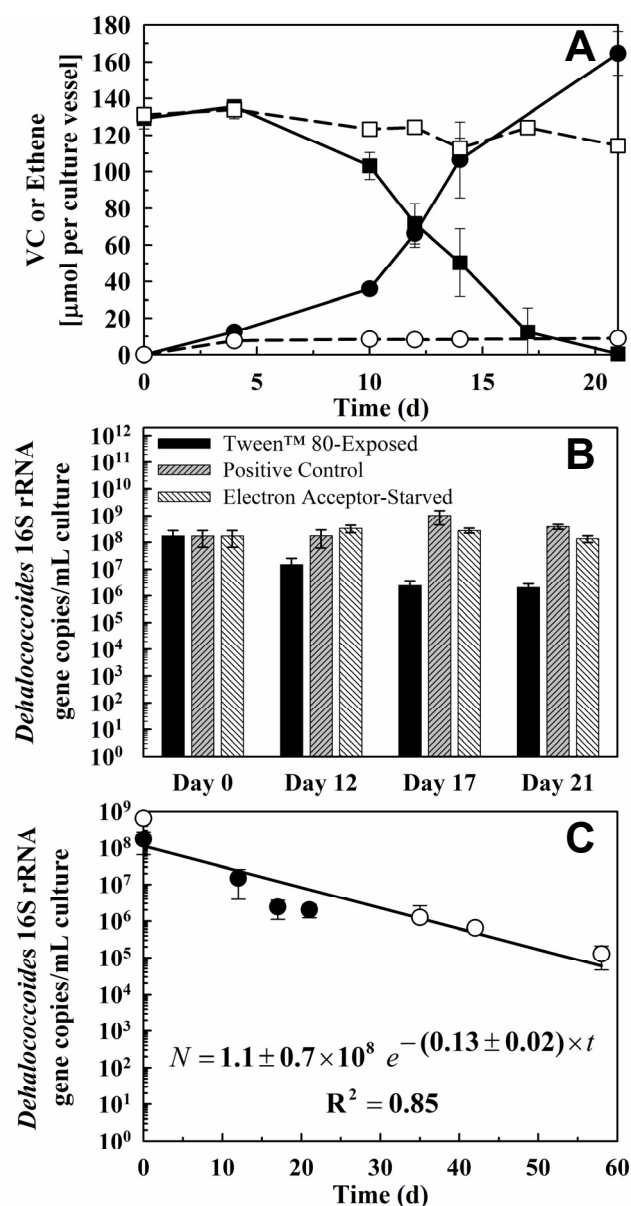 A
180
160
140
120
100
80
60
40
20
0
VC or Ethene
[μmol per culture vessel]
0 5 10 15 20
Time (d)
B
Tween™ 80-Exposed
Positive Control
Electron Acceptor-Starved
10¹²
10¹¹
10¹⁰
10⁹
10⁸
10⁷
10⁶
10⁵
10⁴
10³
10²
10¹
10⁰
Dehalococcoides 16S rRNA
gene copies/mL culture
Day 0 Day 12 Day 17 Day 21
C
10⁹
10⁸
10⁷
10⁶
10⁵
10⁴
10³
10²
10¹
10⁰
Dehalococcoides 16S rRNA
gene copies/mL culture
N = 1.1 ± 0.7 × 10⁸ e^−(0.13 ± 0.02) × t
R² = 0.85
0 10 20 30 40 50 60
Time (d)